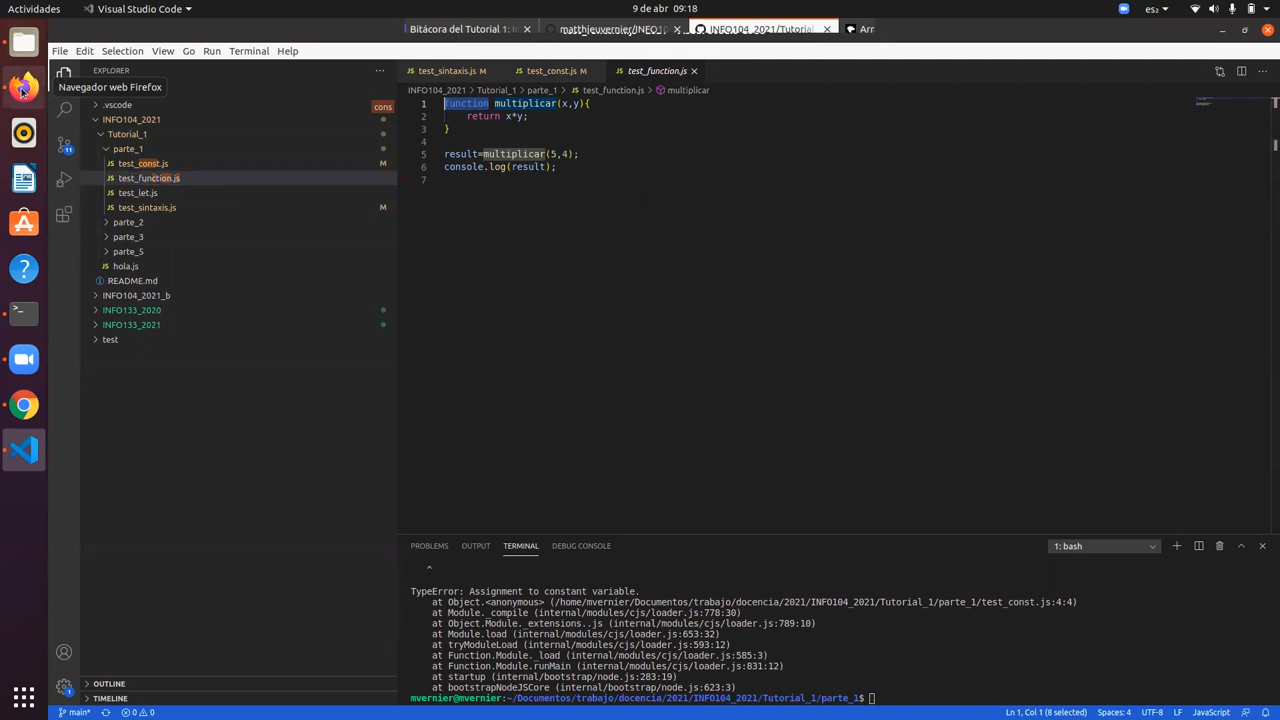 Actividades
Visual Studio Code
9 de abr 09:18
es₂
Bitácora del Tutorial 1:
matthieuvernier/INFO10
INFO104_2021/Tutorial
Arr
File Edit Selection View Go Run Terminal Help
EXPLORER
test_sintaxis.js M
test_const.js M
test_function.js
Navegador web Firefox
INFO104_2021 > Tutorial_1 > parte_1 > test_function.js > multiplicar
.vscode
cons
INFO104_2021
Tutorial_1
parte_1
test_const.js M
test_function.js
test_let.js
test_sintaxis.js M
parte_2
parte_3
parte_5
hola.js
README.md
INFO104_2021_b
INFO133_2020
INFO133_2021
test
1 function multiplicar(x,y){
2 return x*y;
3 }
4
5 result=multiplicar(5,4);
6 console.log(result);
7
11
PROBLEMS OUTPUT TERMINAL DEBUG CONSOLE
1: bash
^
TypeError: Assignment to constant variable.
at Object.<anonymous> (/home/mvernier/Documentos/trabajo/docencia/2021/INFO104_2021/Tutorial_1/parte_1/test_const.js:4:4)
at Module._compile (internal/modules/cjs/loader.js:778:30)
at Object.Module._extensions..js (internal/modules/cjs/loader.js:789:10)
at Module.load (internal/modules/cjs/loader.js:653:32)
at tryModuleLoad (internal/modules/cjs/loader.js:593:12)
at Function.Module._load (internal/modules/cjs/loader.js:585:3)
at Function.Module.runMain (internal/modules/cjs/loader.js:831:12)
at startup (internal/bootstrap/node.js:283:19)
at bootstrapNodeJSCore (internal/bootstrap/node.js:623:3)
mvernier@mvernier:~/Documentos/trabajo/docencia/2021/INFO104_2021/Tutorial_1/parte_1$
OUTLINE
TIMELINE
1
main*
0 0
Ln 1, Col 1 (8 selected)
Spaces: 4
UTF-8
LF
JavaScript